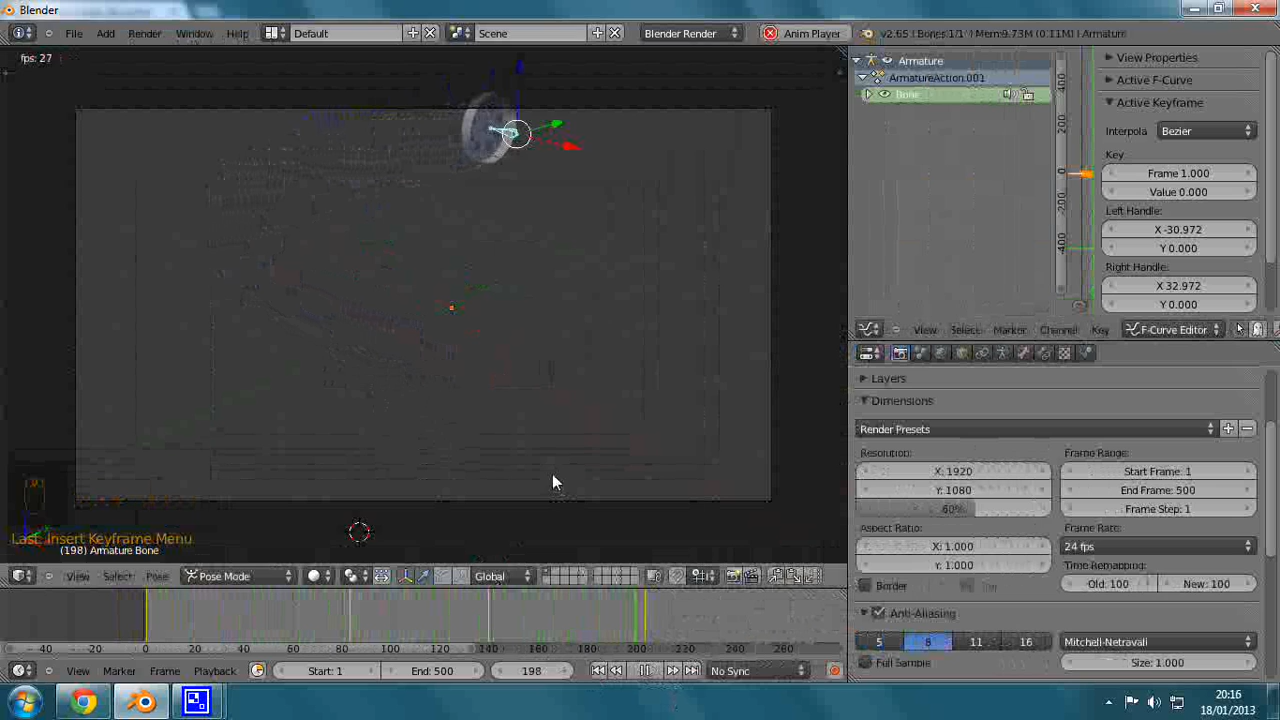 Blender
File Add Render Window Help
Default
Scene
Blender Render
Anim Player
v2.65 | Bones:1/1 | Mem:9.73M (0.11M) | Armature
fps: 27
Armature
ArmatureAction.001
Bone
400
200
0
-200
-400
View Properties
Active F-Curve
Active Keyframe
Interpola
Bezier
Key
Frame 1.000
Value 0.000
Left Handle:
X -30.972
Y 0.000
Right Handle:
X 32.972
Y 0.000
View Select Marker Channel Key F-Curve Editor
Layers
Dimensions
Render Presets
Resolution:
X: 1920
Y: 1080
60%
Frame Range:
Start Frame: 1
End Frame: 500
Frame Step: 1
Aspect Ratio:
X: 1.000
Y: 1.000
Frame Rate:
24 fps
Time Remapping:
Old: 100
New: 100
Border
Anti-Aliasing
5 8 11 16
Mitchell-Netravali
Full Sample
Size: 1.000
Last: Insert Keyframe Menu
(198) Armature Bone
View Select Pose Pose Mode Global
-40 -20 0 20 40 60 80 100 120 140 160 180 200 220 240 260
View Marker Frame Playback Start: 1 End: 500 198 No Sync
20:16
18/01/2013